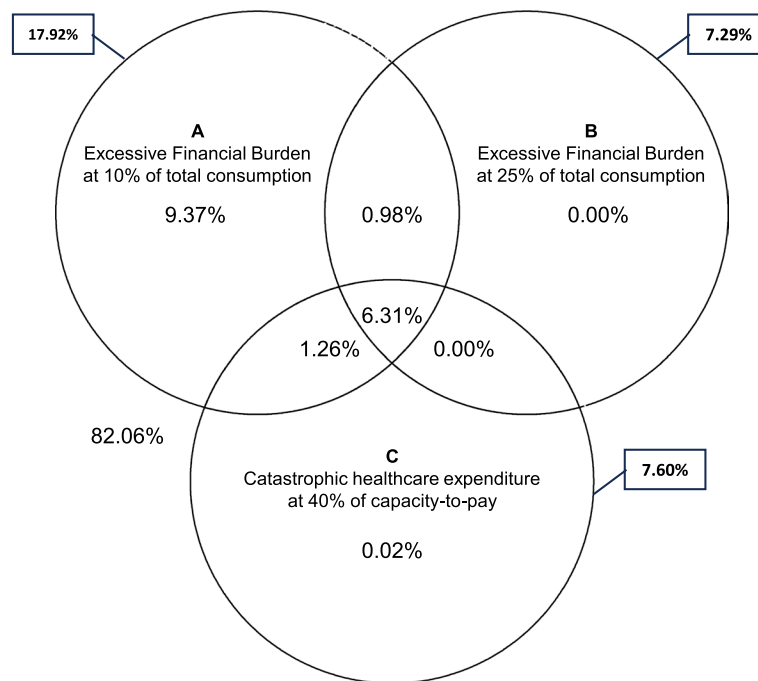 17.92%
7.29%
A
Excessive Financial Burden
at 10% of total consumption
9.37%
0.98%
B
Excessive Financial Burden
at 25% of total consumption
0.00%
6.31%
1.26%
0.00%
82.06%
C
Catastrophic healthcare expenditure
at 40% of capacity-to-pay
0.02%
7.60%